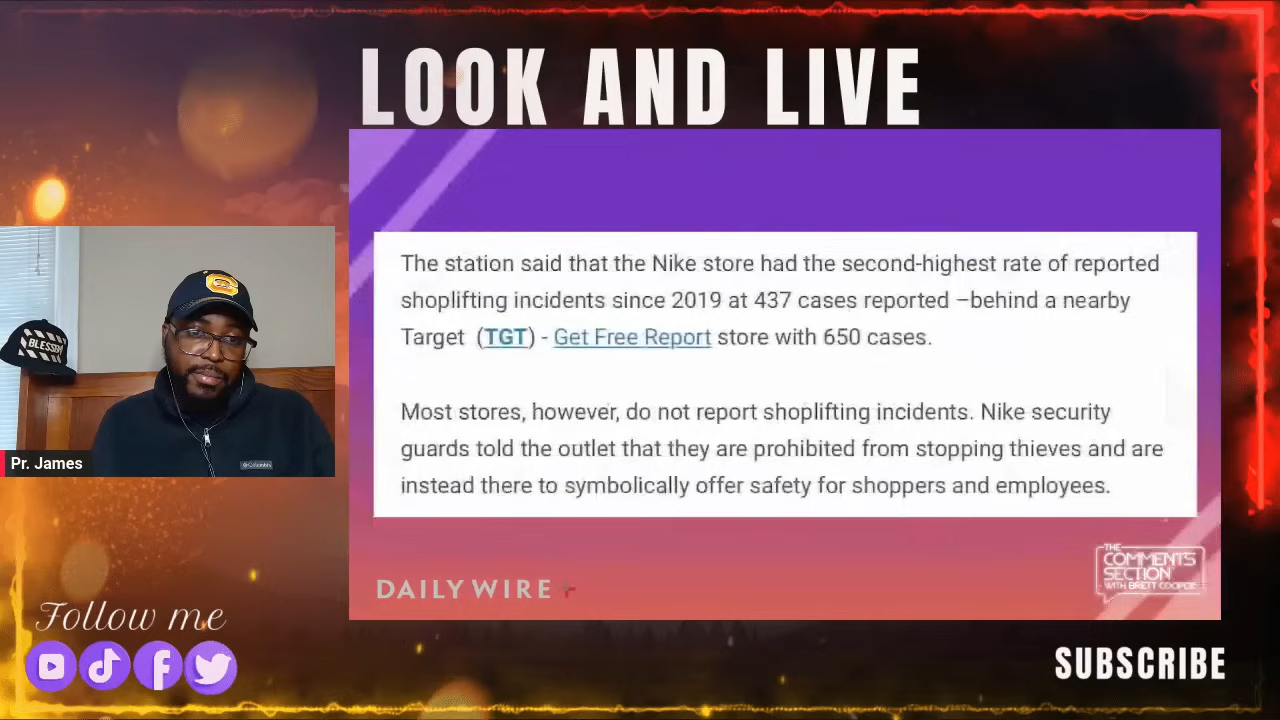 LOOK AND LIVE
The station said that the Nike store had the second-highest rate of reported
shoplifting incidents since 2019 at 437 cases reported –behind a nearby
Target (TGT) - Get Free Report store with 650 cases.
Most stores, however, do not report shoplifting incidents. Nike security
guards told the outlet that they are prohibited from stopping thieves and are
instead there to symbolically offer safety for shoppers and employees.
BLESSED
Columbia
Pr. James
DAILY WIRE +
THE
COMMENTS
SECTION
WITH BRETT COOPER
Follow me
SUBSCRIBE